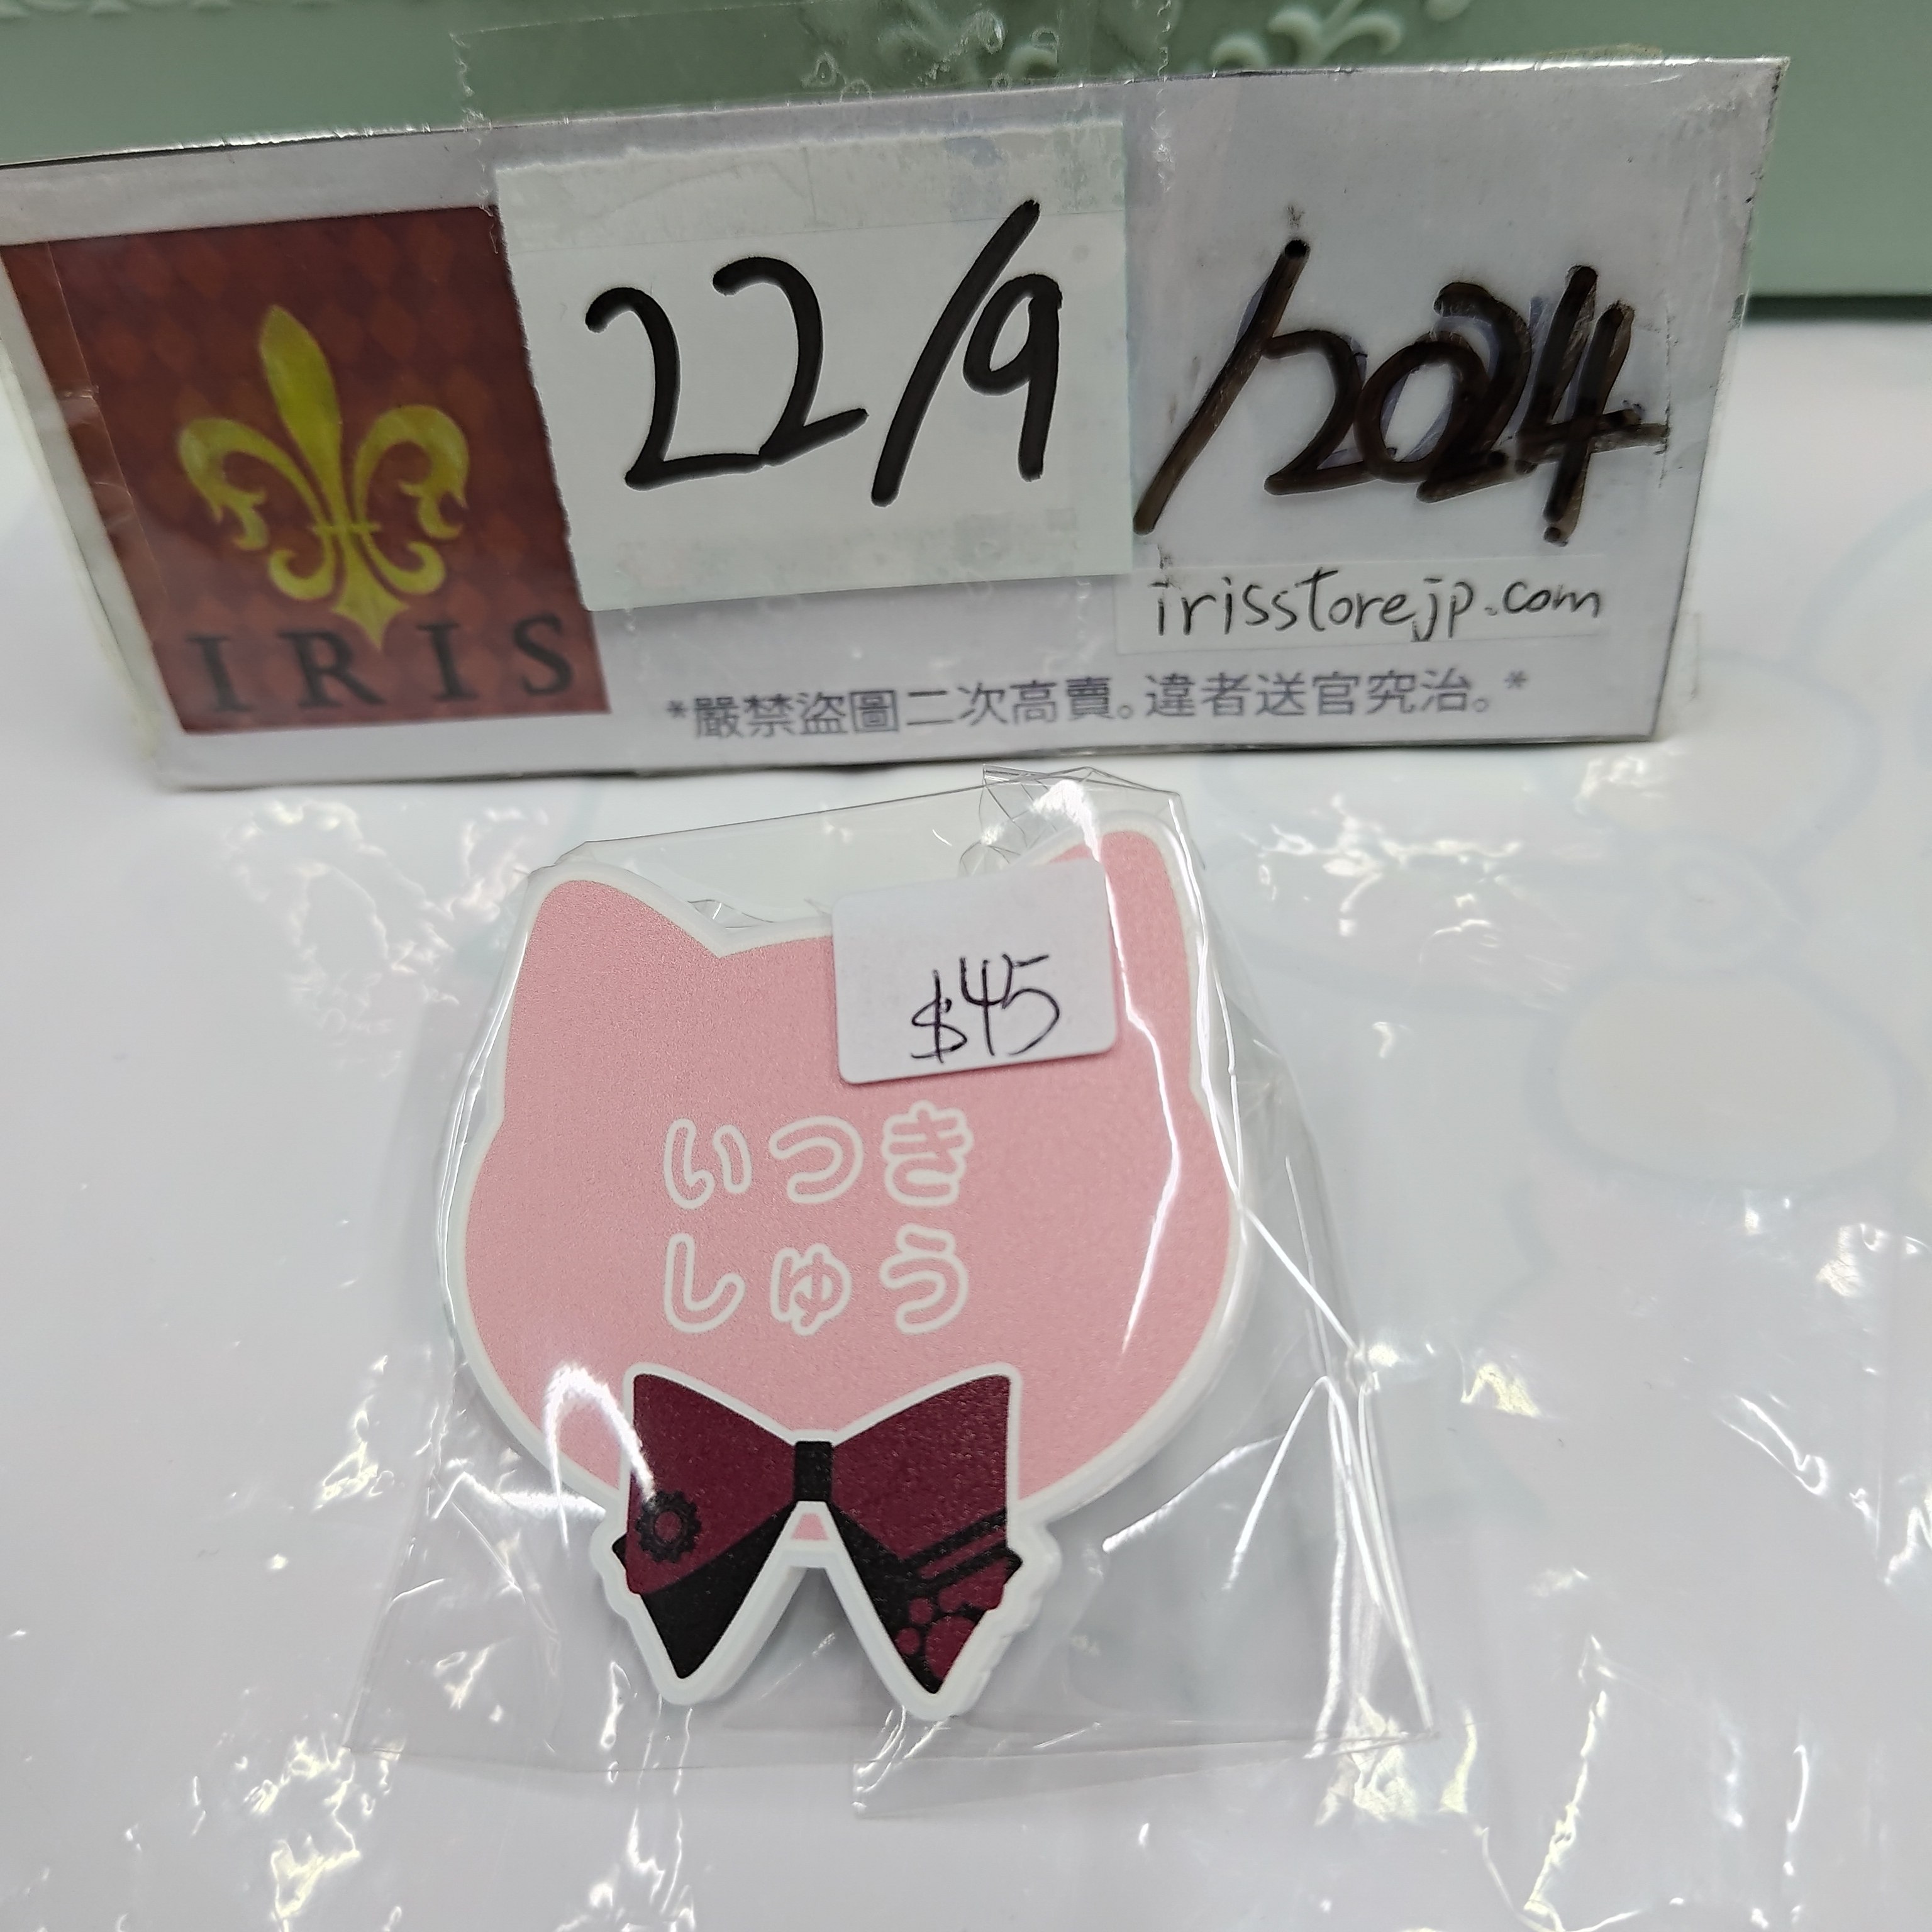 22/9/2024
IRIS
irisstorejp.com
*嚴禁盜圖二次高賣。違者送官究治。*
$45
いつき
しゅう